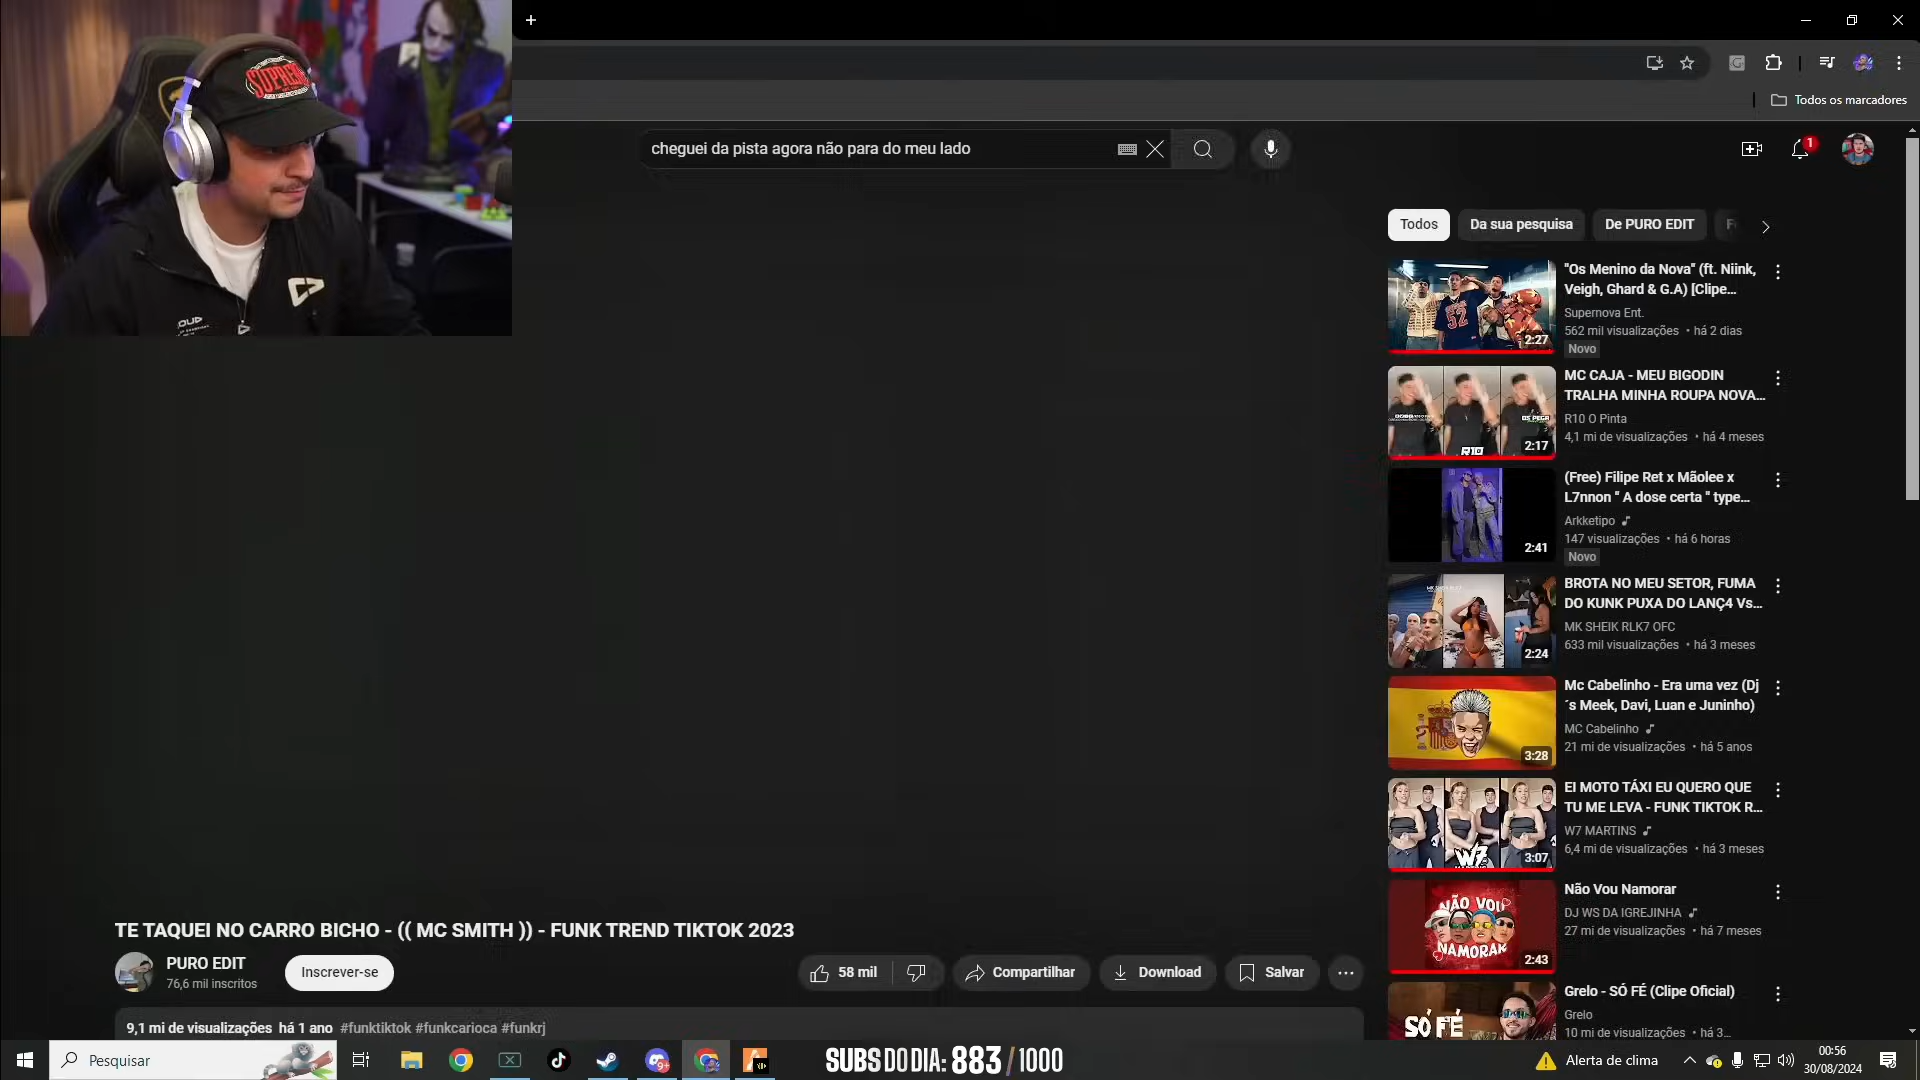 SUPREME
Todos os marcadores
cheguei da pista agora não para do meu lado
1
Todos
Da sua pesquisa
De PURO EDIT
"Os Menino da Nova" (ft. Niink,
Veigh, Ghard & G.A) [Clipe...
Supernova Ent.
562 mil visualizações • há 2 dias
Novo
52
2:27
MC CAJA - MEU BIGODIN
TRALHA MINHA ROUPA NOVA...
R10 O Pinta
4,1 mi de visualizações • há 4 meses
R10
2:17
(Free) Filipe Ret x Mãolee x
L7nnon " A dose certa " type...
Arkketipo
147 visualizações • há 6 horas
Novo
2:41
BROTA NO MEU SETOR, FUMA
DO KUNK PUXA DO LANÇ4 Vs...
MK SHEIK RLK7 OFC
633 mil visualizações • há 3 meses
2:24
Mc Cabelinho - Era uma vez (Dj
´s Meek, Davi, Luan e Juninho)
MC Cabelinho
21 mi de visualizações • há 5 anos
3:28
EI MOTO TÁXI EU QUERO QUE
TU ME LEVA - FUNK TIKTOK R...
W7 MARTINS
6,4 mi de visualizações • há 3 meses
W7
3:07
Não Vou Namorar
DJ WS DA IGREJINHA
27 mi de visualizações • há 7 meses
NÃO VOU
NAMORAR
2:43
Grelo - SÓ FÉ (Clipe Oficial)
Grelo
10 mi de visualizações • há 3...
SÓ FÉ
TE TAQUEI NO CARRO BICHO - (( MC SMITH )) - FUNK TREND TIKTOK 2023
PURO EDIT
76,6 mil inscritos
Inscrever-se
58 mil
Compartilhar
Download
Salvar
9,1 mi de visualizações há 1 ano #funktiktok #funkcarioca #funkrj
Pesquisar
9+
SUBS DO DIA: 883 / 1000
Alerta de clima
00:56
30/08/2024